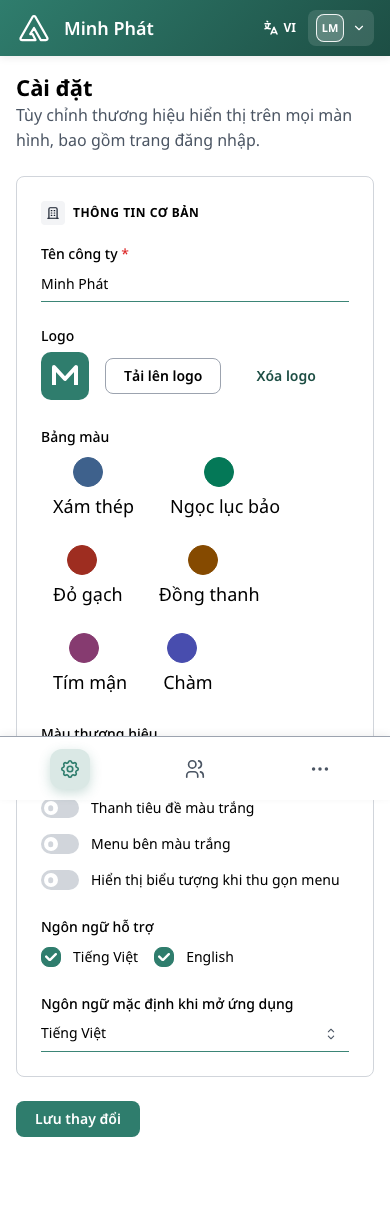 Minh Phát
VI
LM
Cài đặt
Tùy chỉnh thương hiệu hiển thị trên mọi màn
hình, bao gồm trang đăng nhập.
THÔNG TIN CƠ BẢN
Tên công ty *
Minh Phát
Logo
M
Tải lên logo
Xóa logo
Bảng màu
Xám thép
Ngọc lục bảo
Đỏ gạch
Đồng thanh
Tím mận
Chàm
Màu thương hiệu
Thanh tiêu đề màu trắng
Menu bên màu trắng
Hiển thị biểu tượng khi thu gọn menu
Ngôn ngữ hỗ trợ
Tiếng Việt
English
Ngôn ngữ mặc định khi mở ứng dụng
Tiếng Việt
Lưu thay đổi